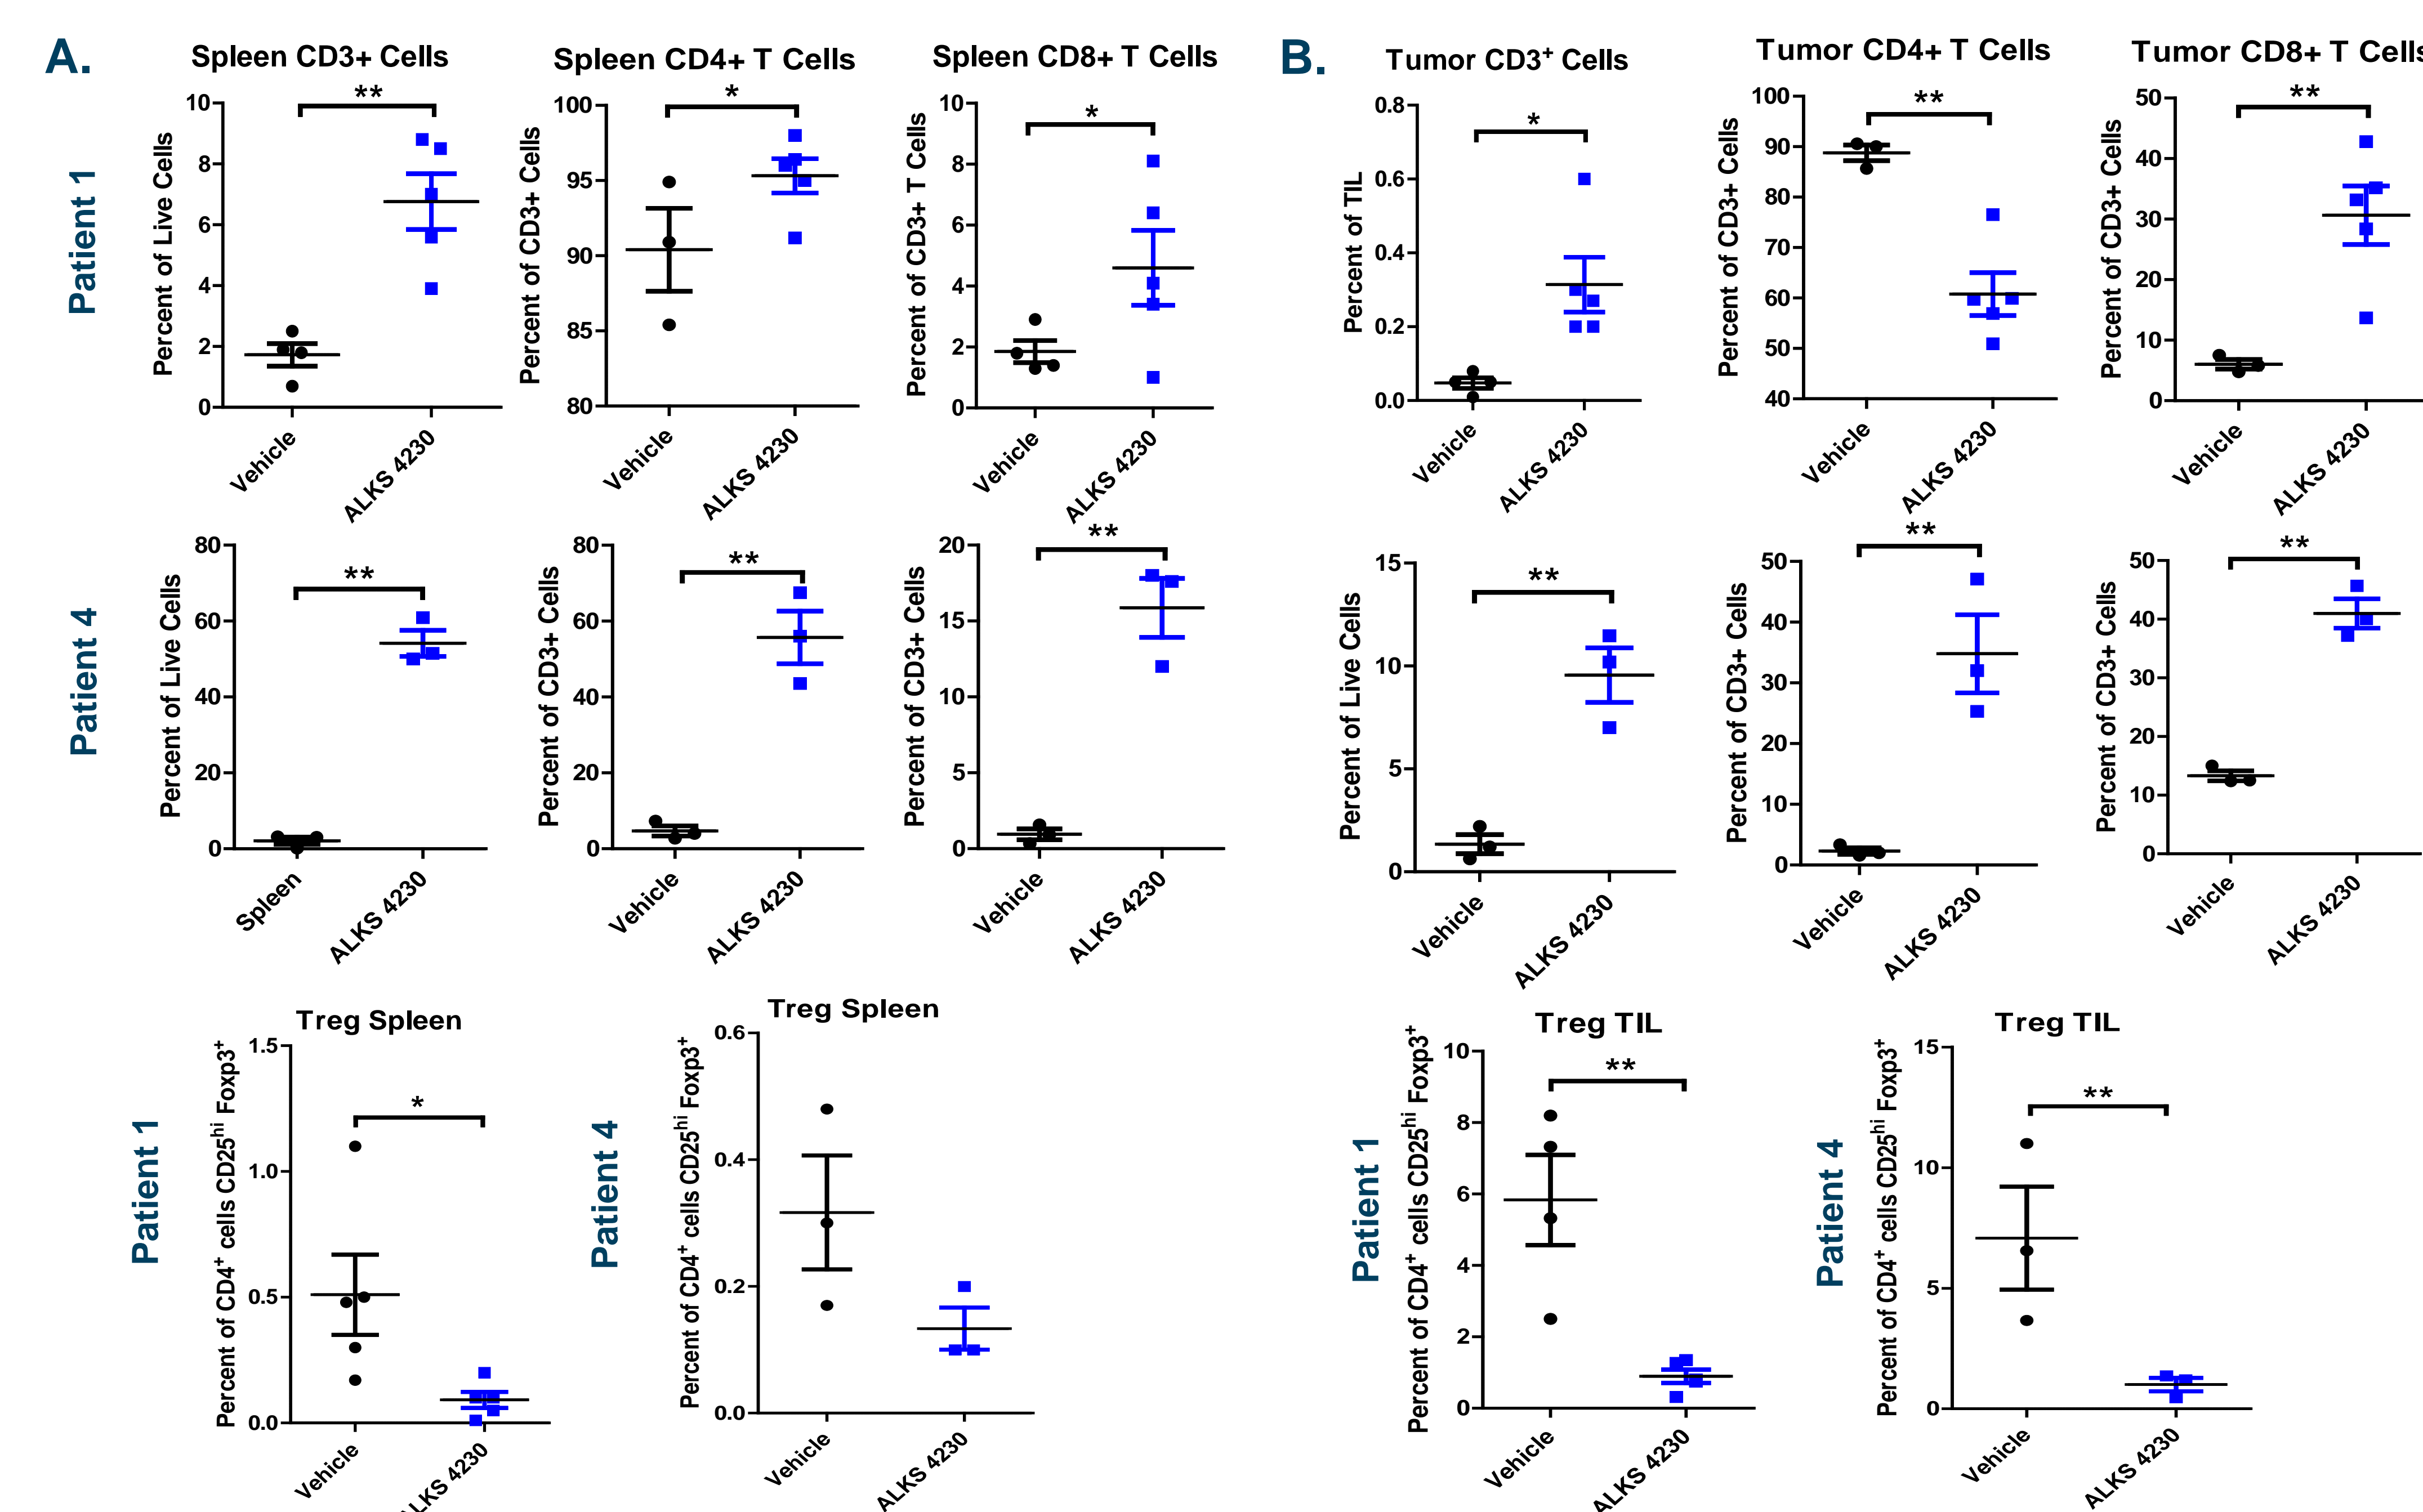 A.
Spleen CD3+ Cells
Spleen CD4+ T Cells
Spleen CD8+ T Cells
B.
Tumor CD3+ Cells
Tumor CD4+ T Cells
Tumor CD8+ T Cells
Patient 1
Percent of Live Cells
10
8
6
4
2
0
**
Vehicle
ALKS 4230
Percent of CD3+ Cells
100
95
90
85
80
*
Vehicle
ALKS 4230
Percent of CD3+ T Cells
10
8
6
4
2
0
*
Vehicle
ALKS 4230
Percent of TIL
0.8
0.6
0.4
0.2
0.0
*
Vehicle
ALKS 4230
Percent of CD3+ Cells
100
90
80
70
60
50
40
**
Vehicle
ALKS 4230
Percent of CD3+ Cells
50
40
30
20
10
0
**
Vehicle
ALKS 4230
Patient 4
Percent of Live Cells
80
60
40
20
0
**
Spleen
ALKS 4230
Percent of CD3+ Cells
80
60
40
20
0
**
Vehicle
ALKS 4230
Percent of CD3+ Cells
20
15
10
5
0
**
Vehicle
ALKS 4230
Percent of Live Cells
15
10
5
0
**
Vehicle
ALKS 4230
Percent of CD3+ Cells
50
40
30
20
10
0
**
Vehicle
ALKS 4230
Percent of CD3+ Cells
50
40
30
20
10
0
**
Vehicle
ALKS 4230
Patient 1
Treg Spleen
Percent of CD4+ cells CD25hi Foxp3+
1.5
1.0
0.5
0.0
*
Vehicle
ALKS 4230
Patient 4
Treg Spleen
Percent of CD4+ cells CD25hi Foxp3+
0.6
0.4
0.2
0.0
Vehicle
ALKS 4230
Patient 1
Treg TIL
Percent of CD4+ cells CD25hi Foxp3+
10
8
6
4
2
0
**
Vehicle
ALKS 4230
Patient 4
Treg TIL
Percent of CD4+ cells CD25hi Foxp3+
15
10
5
0
**
Vehicle
ALKS 4230